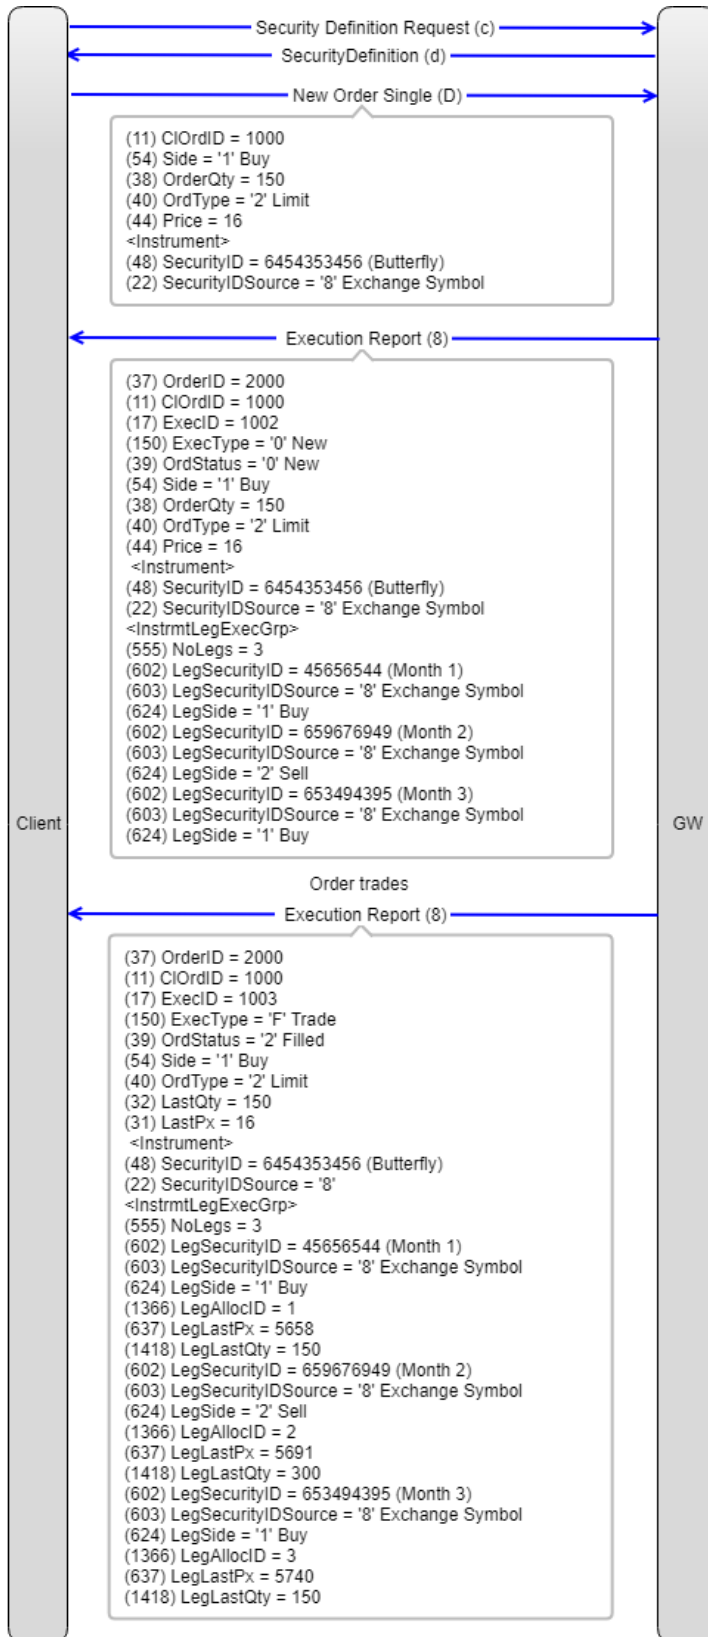 Security Definition Request (c)
SecurityDefinition (d)
New Order Single (D)
(11) ClOrdID = 1000
(54) Side = '1' Buy
(38) OrderQty = 150
(40) OrdType = '2' Limit
(44) Price = 16
<Instrument>
(48) SecurityID = 6454353456 (Butterfly)
(22) SecurityIDSource = '8' Exchange Symbol
Execution Report (8)
(37) OrderID = 2000
(11) ClOrdID = 1000
(17) ExecID = 1002
(150) ExecType = '0' New
(39) OrdStatus = '0' New
(54) Side = '1' Buy
(38) OrderQty = 150
(40) OrdType = '2' Limit
(44) Price = 16
<Instrument>
(48) SecurityID = 6454353456 (Butterfly)
(22) SecurityIDSource = '8' Exchange Symbol
<InstrmtLegExecGrp>
(555) NoLegs = 3
(602) LegSecurityID = 45656544 (Month 1)
(603) LegSecurityIDSource = '8' Exchange Symbol
(624) LegSide = '1' Buy
(602) LegSecurityID = 659676949 (Month 2)
(603) LegSecurityIDSource = '8' Exchange Symbol
(624) LegSide = '2' Sell
(602) LegSecurityID = 653494395 (Month 3)
(603) LegSecurityIDSource = '8' Exchange Symbol
(624) LegSide = '1' Buy
Client
GW
Order trades
Execution Report (8)
(37) OrderID = 2000
(11) ClOrdID = 1000
(17) ExecID = 1003
(150) ExecType = 'F' Trade
(39) OrdStatus = '2' Filled
(54) Side = '1' Buy
(40) OrdType = '2' Limit
(32) LastQty = 150
(31) LastPx = 16
<Instrument>
(48) SecurityID = 6454353456 (Butterfly)
(22) SecurityIDSource = '8'
<InstrmtLegExecGrp>
(555) NoLegs = 3
(602) LegSecurityID = 45656544 (Month 1)
(603) LegSecurityIDSource = '8' Exchange Symbol
(624) LegSide = '1' Buy
(1366) LegAllocID = 1
(637) LegLastPx = 5658
(1418) LegLastQty = 150
(602) LegSecurityID = 659676949 (Month 2)
(603) LegSecurityIDSource = '8' Exchange Symbol
(624) LegSide = '2' Sell
(1366) LegAllocID = 2
(637) LegLastPx = 5691
(1418) LegLastQty = 300
(602) LegSecurityID = 653494395 (Month 3)
(603) LegSecurityIDSource = '8' Exchange Symbol
(624) LegSide = '1' Buy
(1366) LegAllocID = 3
(637) LegLastPx = 5740
(1418) LegLastQty = 150